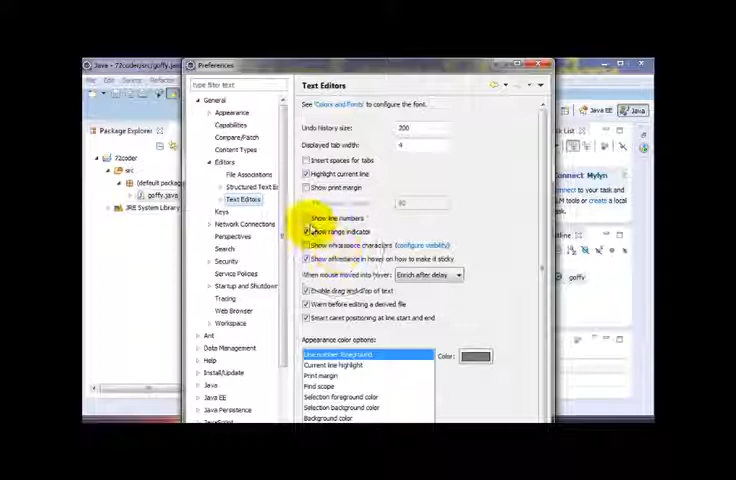 Java - 72coder/src/goffy.java
Preferences
File
Edit
Source
Refactor
type filter text
Text Editors
General
See 'Colors and Fonts' to configure the font.
Appearance
Java EE
Java
Capabilities
Undo history size:
200
Package Explorer
Compare/Patch
Task List
Content Types
Displayed tab width:
4
72coder
Editors
Insert spaces for tabs
src
File Associations
Highlight current line
Connect Mylyn
(default package
Structured Text E
Show print margin
goffy.java
Text Editors
80
JRE System Library
Keys
Show line numbers
Network Connections
Show range indicator
Perspectives
Show whitespace characters (configure visibility)
Outline
Search
Show affordance in hover on how to make it sticky
Security
When mouse moved into hover:
Enrich after delay
goffy
Service Policies
Startup and Shutdown
Enable drag and drop of text
Tracing
Warn before editing a derived file
Web Browser
Smart caret positioning at line start and end
Workspace
Ant
Appearance color options:
Data Management
Line number foreground
Color:
Help
Current line highlight
Install/Update
Print margin
Java
Find scope
Java EE
Selection foreground color
Java Persistence
Selection background color
JavaScript
Background color